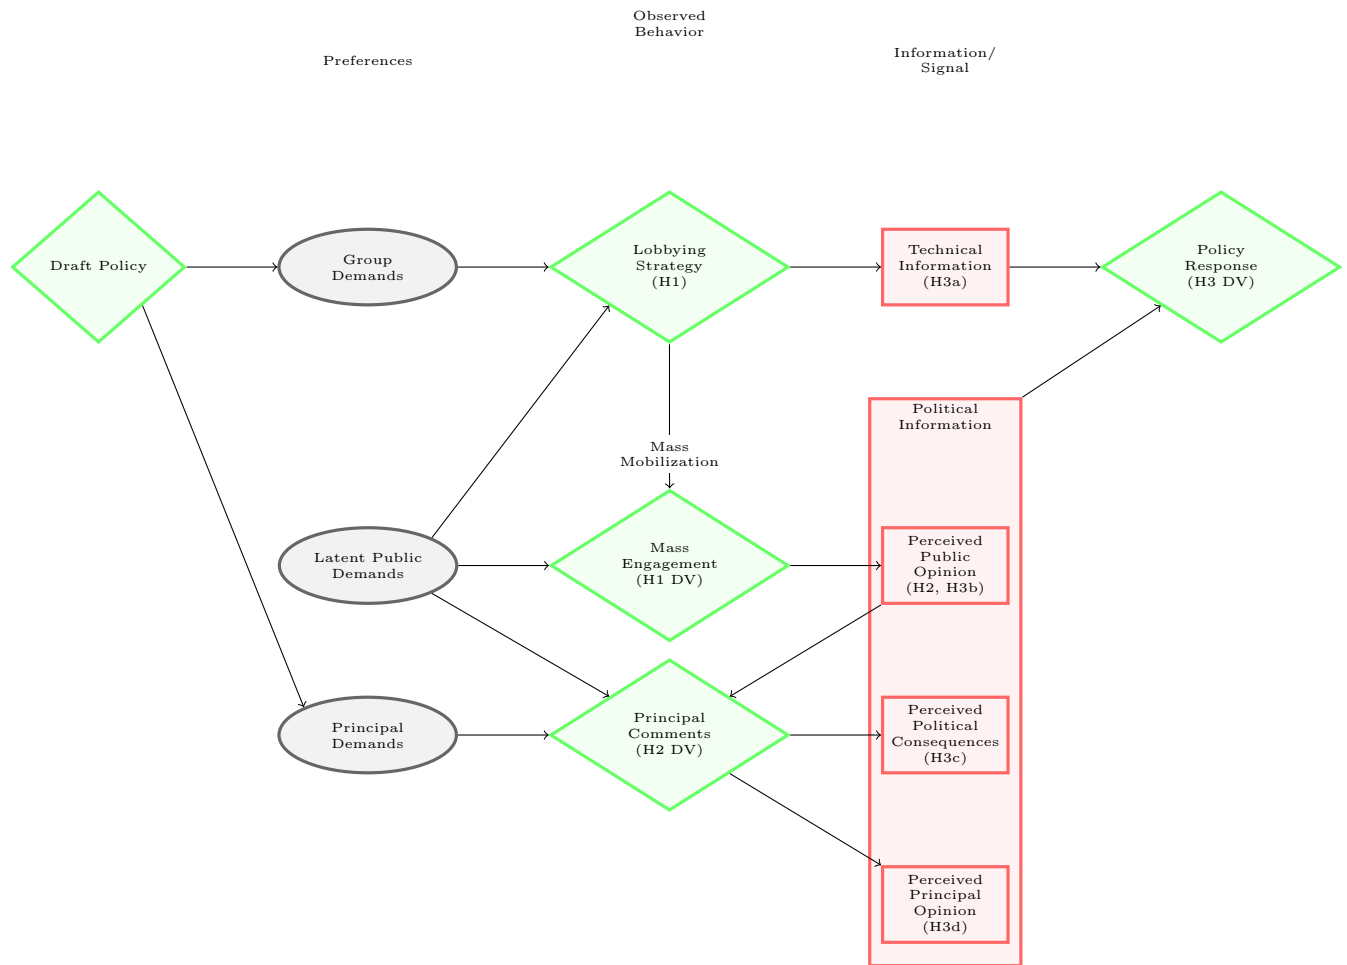 Observed
Behavior
Preferences
Information/
Signal
Draft Policy
Group
Demands
Lobbying
Strategy
(H1)
Technical
Information
(H3a)
Policy
Response
(H3 DV)
Political
Information
Mass
Mobilization
Latent Public
Demands
Mass
Engagement
(H1 DV)
Perceived
Public
Opinion
(H2, H3b)
Principal
Demands
Principal
Comments
(H2 DV)
Perceived
Political
Consequences
(H3c)
Perceived
Principal
Opinion
(H3d)